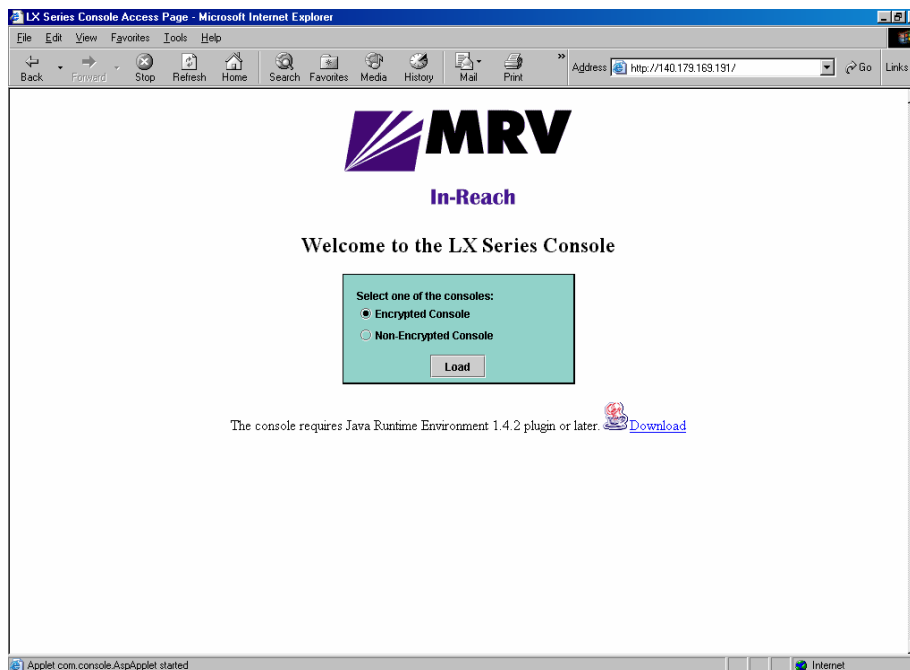 LX Series Console Access Page - Microsoft Internet Explorer
File Edit View Favorites Tools Help
Back Forward Stop Refresh Home Search Favorites Media History Mail Print » Address http://140.179.169.191/ Go Links
MRV
In-Reach
Welcome to the LX Series Console
Select one of the consoles:
Encrypted Console
Non-Encrypted Console
Load
The console requires Java Runtime Environment 1.4.2 plugin or later. Download
Applet com.console.AspApplet started Internet